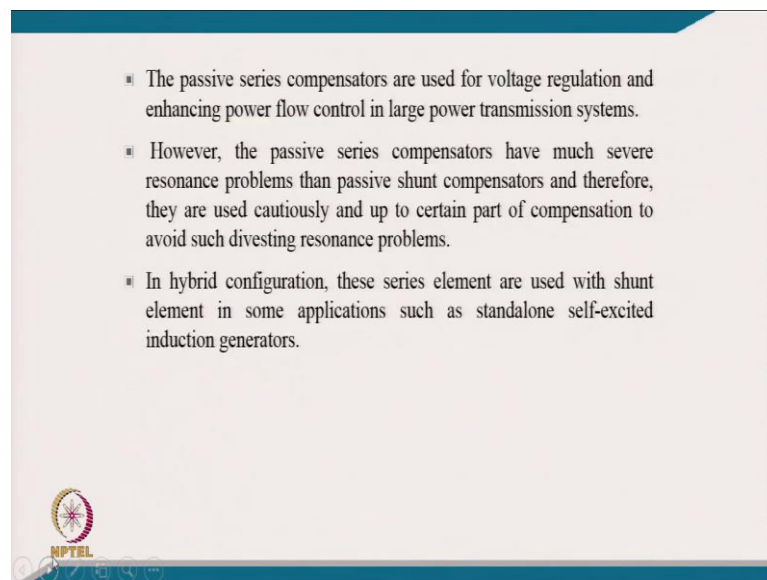 The passive series compensators are used for voltage regulation and
enhancing power flow control in large power transmission systems.
However, the passive series compensators have much severe
resonance problems than passive shunt compensators and therefore,
they are used cautiously and up to certain part of compensation to
avoid such divesting resonance problems.
In hybrid configuration, these series element are used with shunt
element in some applications such as standalone self-excited
induction generators.
NPTEL